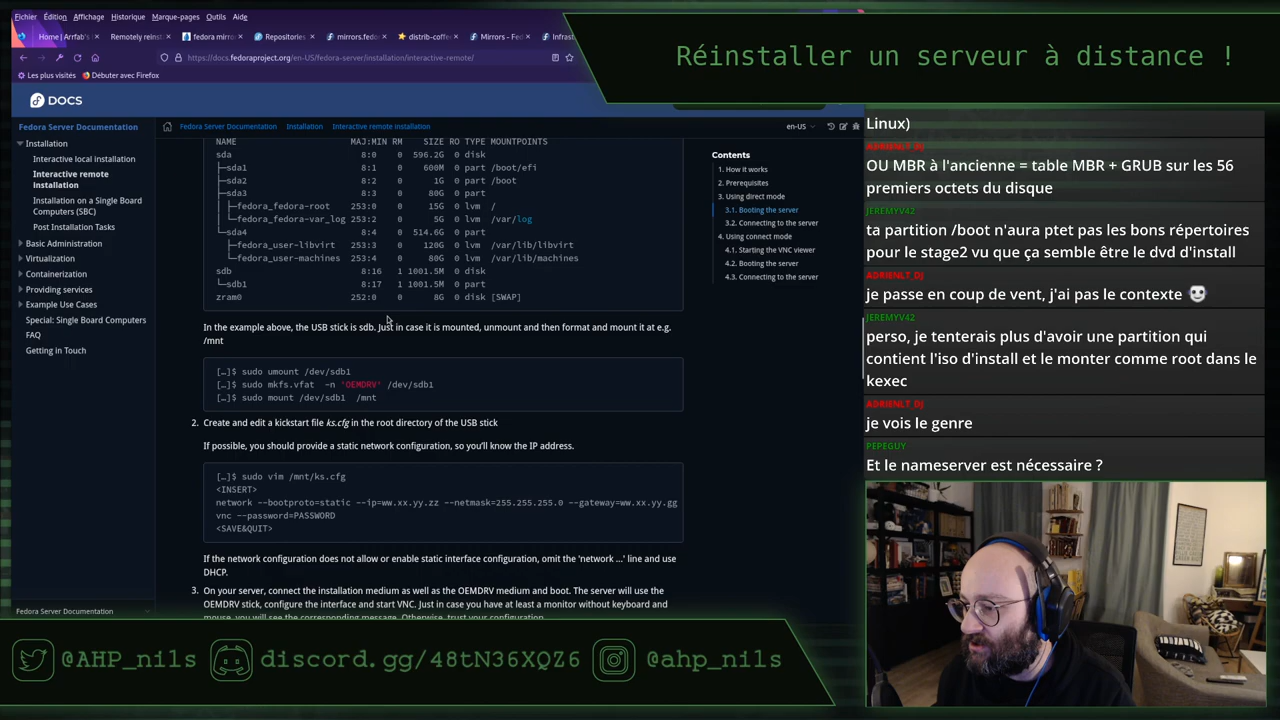 Fichier Édition Affichage Historique Marque-pages Outils Aide
Home | Arrfab's Remotely reins fedora mirro Repositories mirrors.fedo distrib-coffe Mirrors - Fed Infrast
https://docs.fedoraproject.org/en-US/fedora-server/installation/interactive-remote/
Les plus visités Débuter avec Firefox
Réinstaller un serveur à distance !
DOCS
Fedora Server Documentation
Installation
Interactive local installation
Interactive remote
installation
Installation on a Single Board
Computers (SBC)
Post Installation Tasks
Basic Administration
Virtualization
Containerization
Providing services
Example Use Cases
Special: Single Board Computers
FAQ
Getting in Touch
Fedora Server Documentation
Fedora Server Documentation Installation Interactive remote installation
en-US
NAME MAJ:MIN RM SIZE RO TYPE MOUNTPOINTS
sda 8:0 0 596.2G 0 disk
├─sda1 8:1 0 600M 0 part /boot/efi
├─sda2 8:2 0 1G 0 part /boot
├─sda3 8:3 0 80G 0 part
│ ├─fedora_fedora-root 253:0 0 15G 0 lvm /
│ └─fedora_fedora-var_log 253:2 0 5G 0 lvm /var/log
└─sda4 8:4 0 514.6G 0 part
├─fedora_user-libvirt 253:3 0 120G 0 lvm /var/lib/libvirt
└─fedora_user-machines 253:4 0 80G 0 lvm /var/lib/machines
sdb 8:16 1 1001.5M 0 disk
└─sdb1 8:17 1 1001.5M 0 part
zram0 252:0 0 8G 0 disk [SWAP]
In the example above, the USB stick is sdb. Just in case it is mounted, unmount and then format and mount it at e.g.
/mnt
[…]$ sudo umount /dev/sdb1
[…]$ sudo mkfs.vfat -n 'OEMDRV' /dev/sdb1
[…]$ sudo mount /dev/sdb1 /mnt
2. Create and edit a kickstart file ks.cfg in the root directory of the USB stick
If possible, you should provide a static network configuration, so you'll know the IP address.
[…]$ sudo vim /mnt/ks.cfg
<INSERT>
network --bootproto=static --ip=ww.xx.yy.zz --netmask=255.255.255.0 --gateway=ww.xx.yy.gg
vnc --password=PASSWORD
<SAVE&QUIT>
If the network configuration does not allow or enable static interface configuration, omit the 'network …' line and use
DHCP.
3. On your server, connect the installation medium as well as the OEMDRV medium and boot. The server will use the
OEMDRV stick, configure the interface and start VNC. Just in case you have at least a monitor without keyboard and
mouse, you will see the corresponding message. Otherwise, trust your configuration.
Contents
1. How it works
2. Prerequisites
3. Using direct mode
3.1. Booting the server
3.2. Connecting to the server
4. Using connect mode
4.1. Starting the VNC viewer
4.2. Booting the server
4.3. Connecting to the server
Linux)
ADRIENLT_DJ
OU MBR à l'ancienne = table MBR + GRUB sur les 56
premiers octets du disque
JEREMYV42
ta partition /boot n'aura ptet pas les bons répertoires
pour le stage2 vu que ça semble être le dvd d'install
ADRIENLT_DJ
je passe en coup de vent, j'ai pas le contexte
JEREMYV42
perso, je tenterais plus d'avoir une partition qui
contient l'iso d'install et le monter comme root dans le
kexec
ADRIENLT_DJ
je vois le genre
PEPEGUY
Et le nameserver est nécessaire ?
@AHP_nils discord.gg/48tN36XQZ6 @ahp_nils